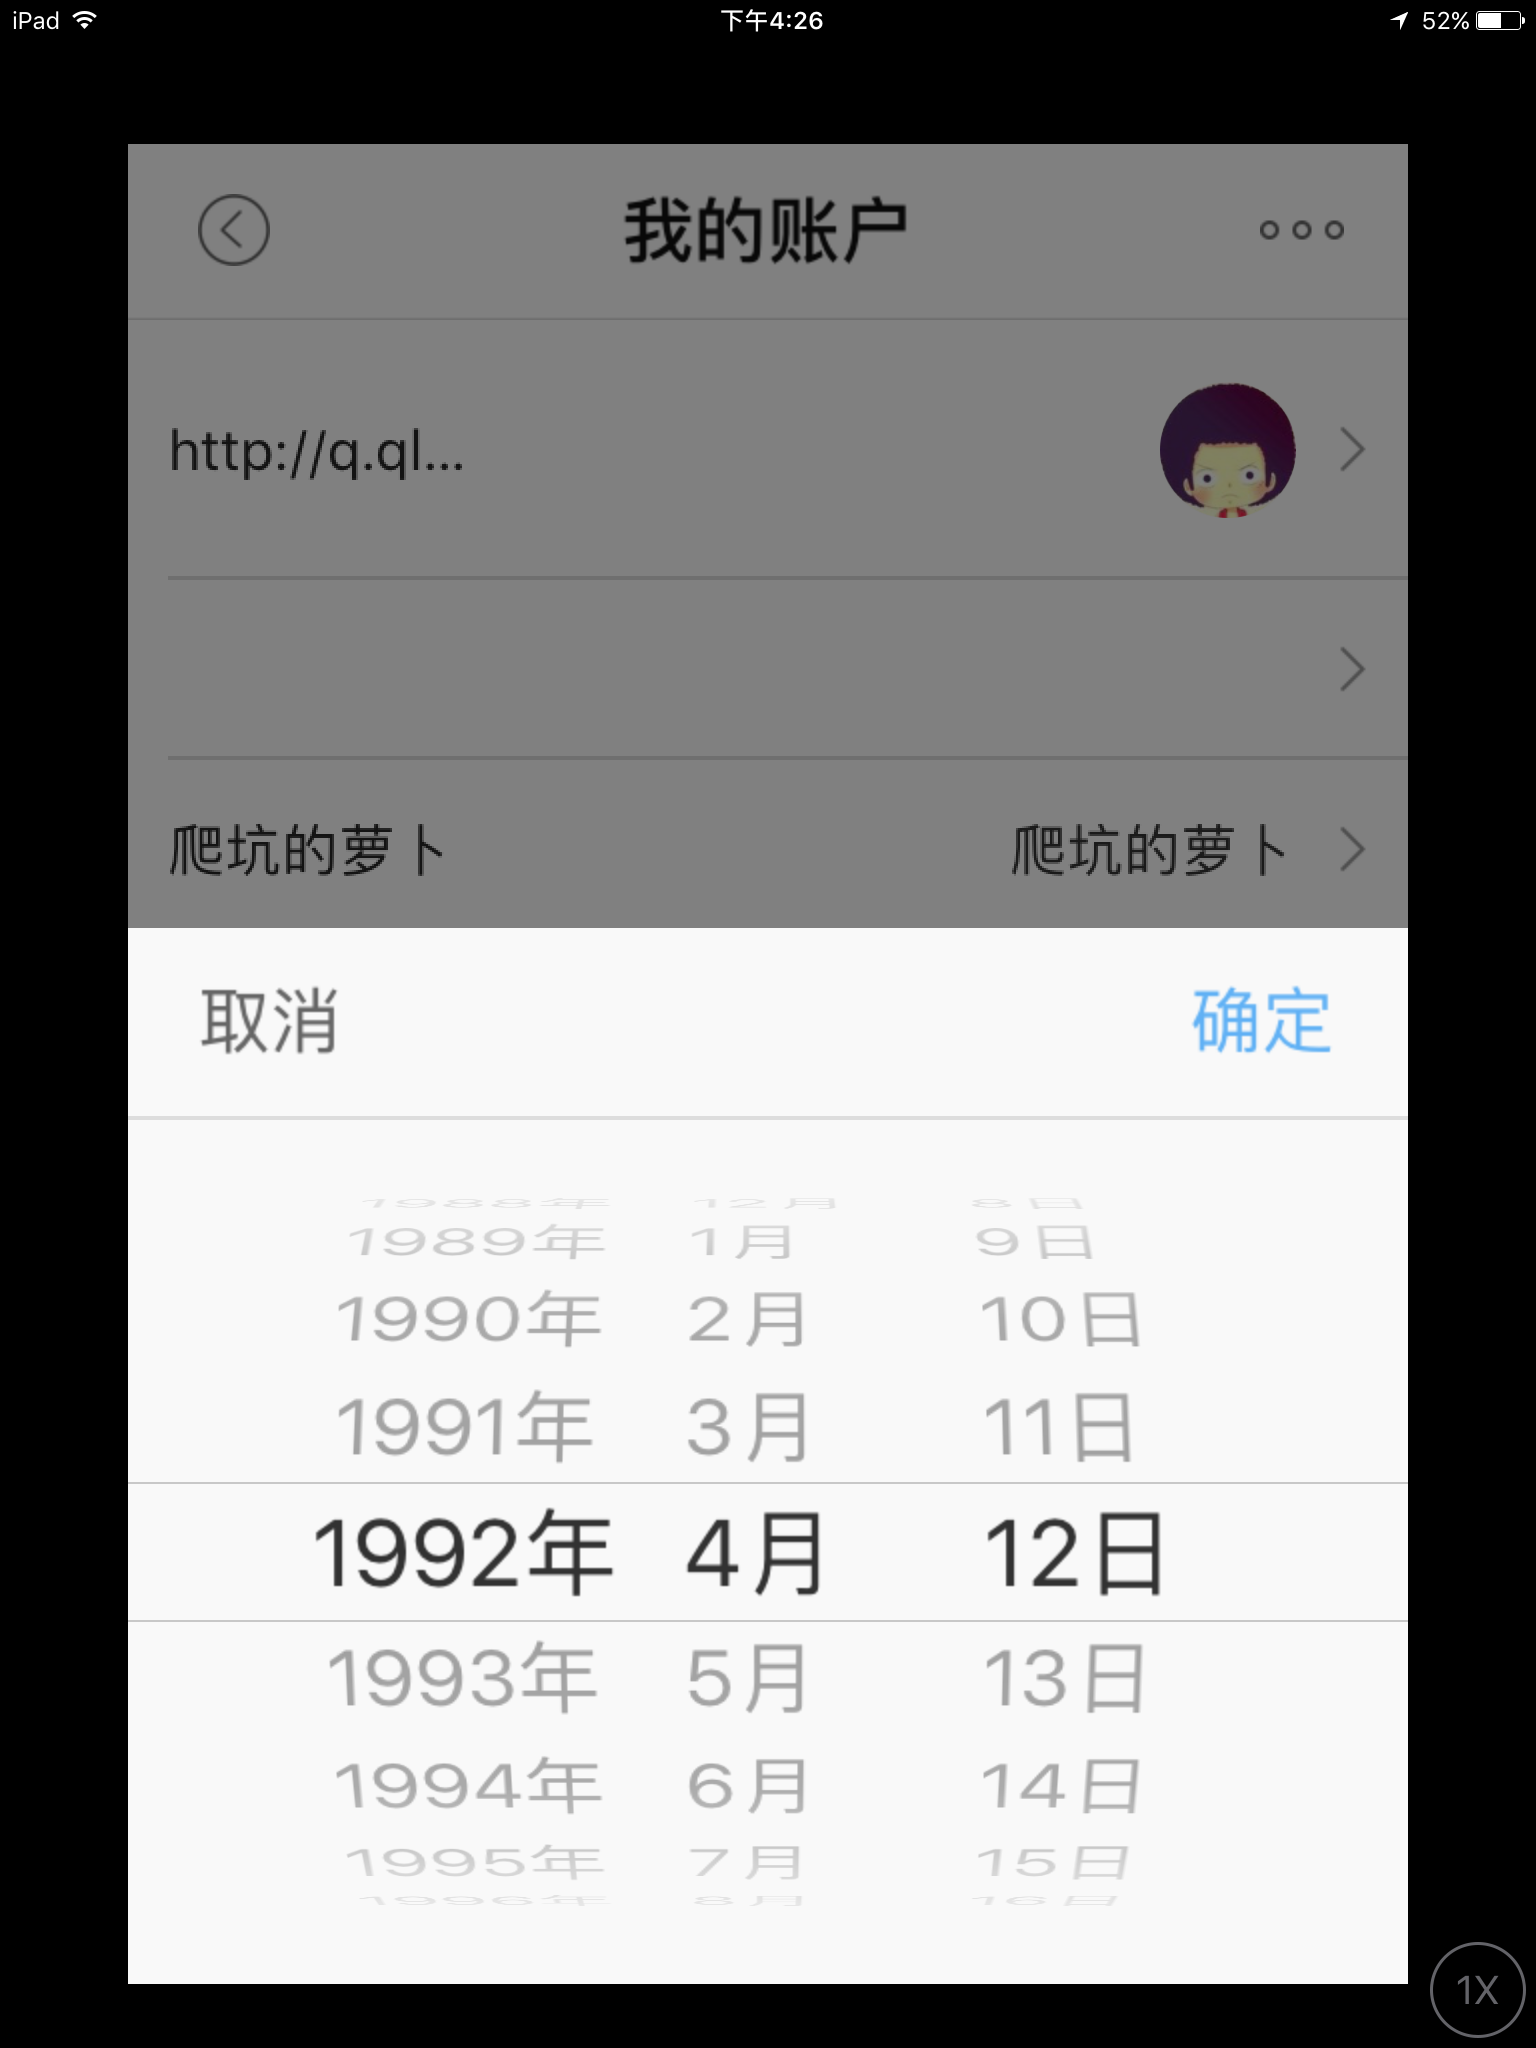 iPad 下午4:26 52%
我的账户
http://q.ql...
爬坑的萝卜 爬坑的萝卜
取消 确定
1988年 12月 8日
1989年 1月 9日
1990年 2月 10日
1991年 3月 11日
1992年 4月 12日
1993年 5月 13日
1994年 6月 14日
1995年 7月 15日
1996年 8月 16日
1X